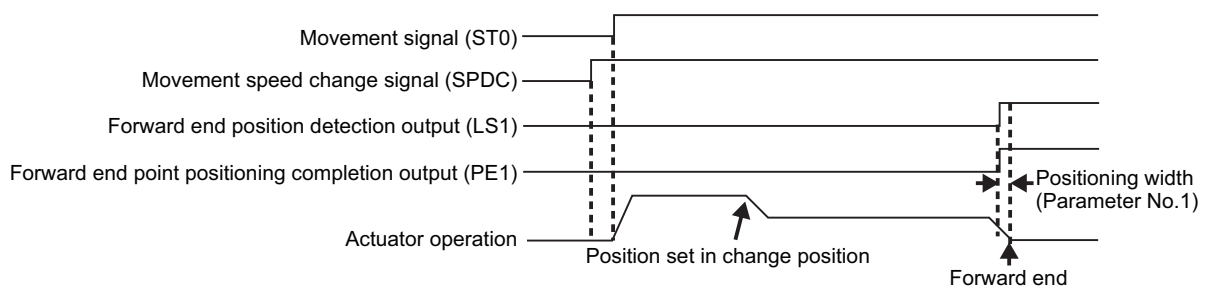 Movement signal (ST0)
Movement speed change signal (SPDC)
Forward end position detection output (LS1)
Forward end point positioning completion output (PE1)
Positioning width
(Parameter No.1)
Actuator operation
Position set in change position
Forward end